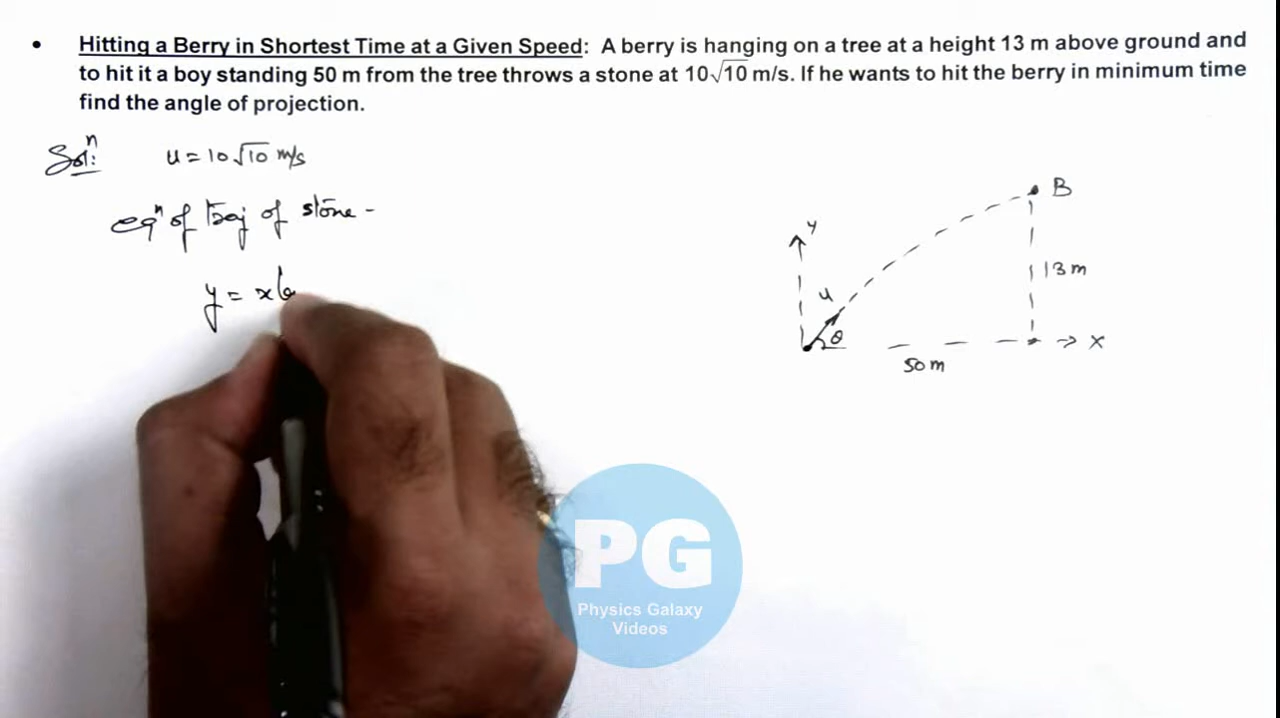 • Hitting a Berry in Shortest Time at a Given Speed: A berry is hanging on a tree at a height 13 m above ground and
to hit it a boy standing 50 m from the tree throws a stone at 10√10 m/s. If he wants to hit the berry in minimum time
find the angle of projection.
Solⁿ: u = 10√10 m/s
eqⁿ of traj of stone -
y = x
y
B
u
13 m
θ
x
50 m
PG
Physics Galaxy
Videos